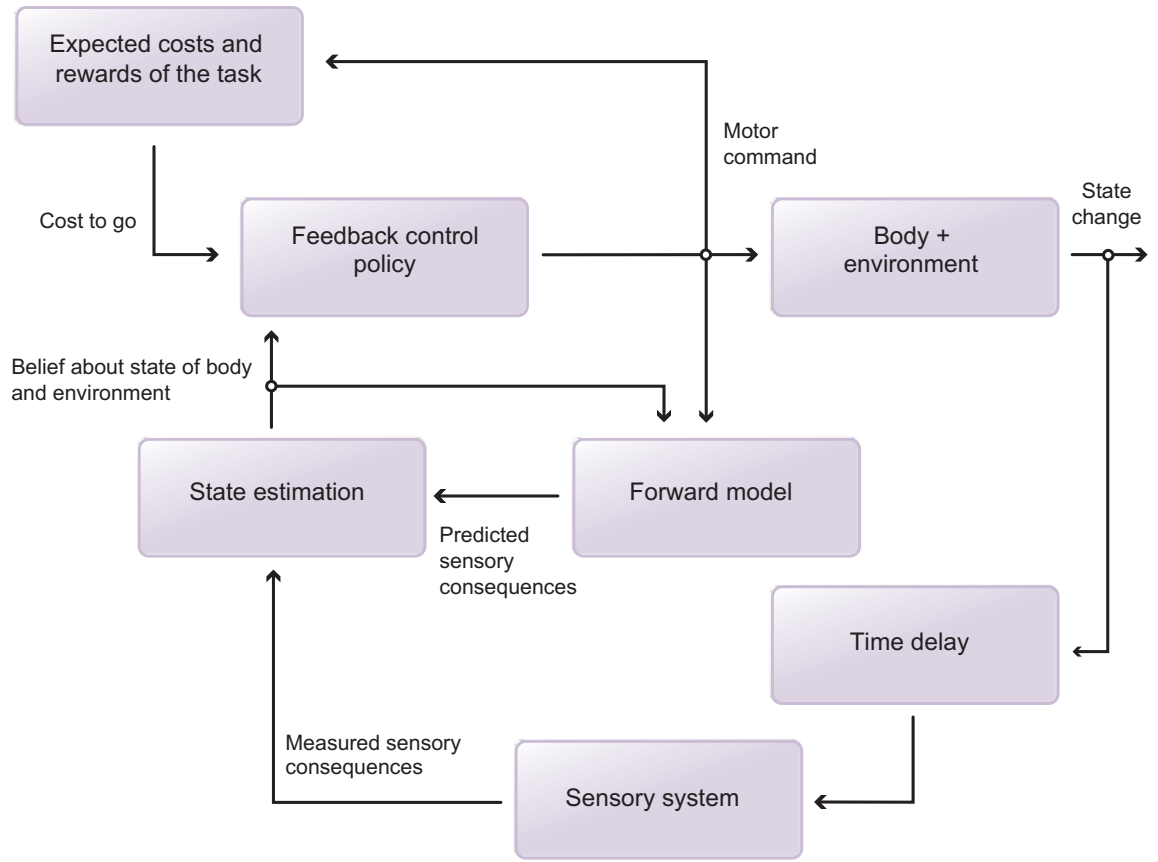 Expected costs and
rewards of the task
Motor
command
State
change
Cost to go
Feedback control
policy
Body +
environment
Belief about state of body
and environment
State estimation
Forward model
Predicted
sensory
consequences
Time delay
Measured sensory
consequences
Sensory system